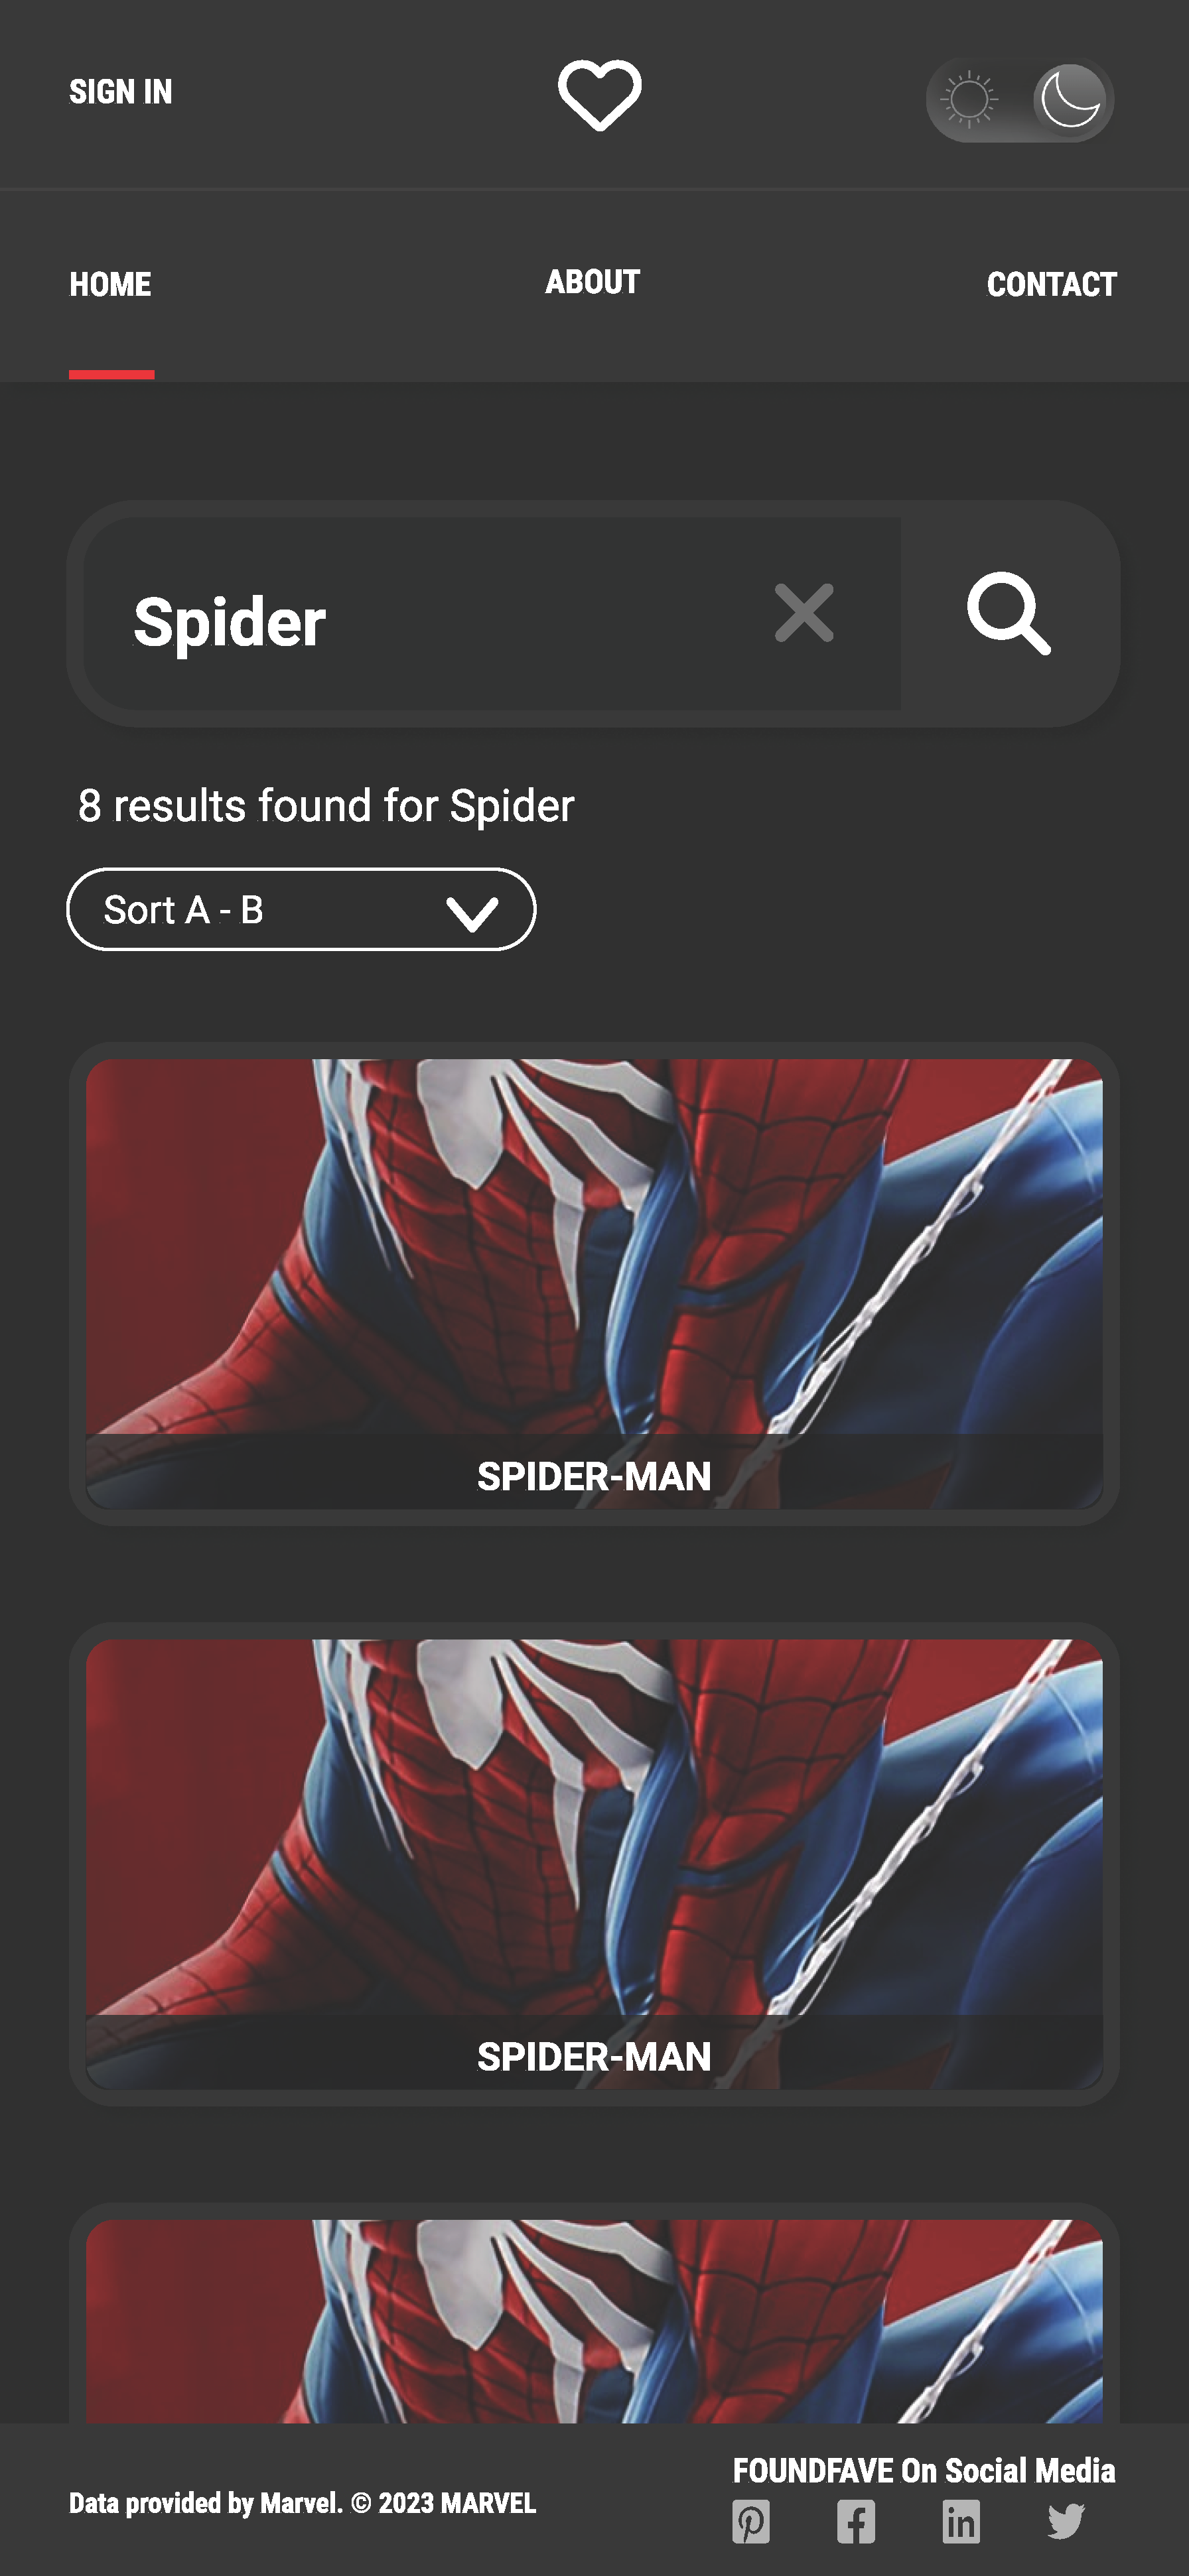 SIGN IN
HOME
ABOUT
CONTACT
Spider
8 results found for Spider
Sort A - B
SPIDER-MAN
SPIDER-MAN
FOUNDFAVE On Social Media
Data provided by Marvel. © 2023 MARVEL